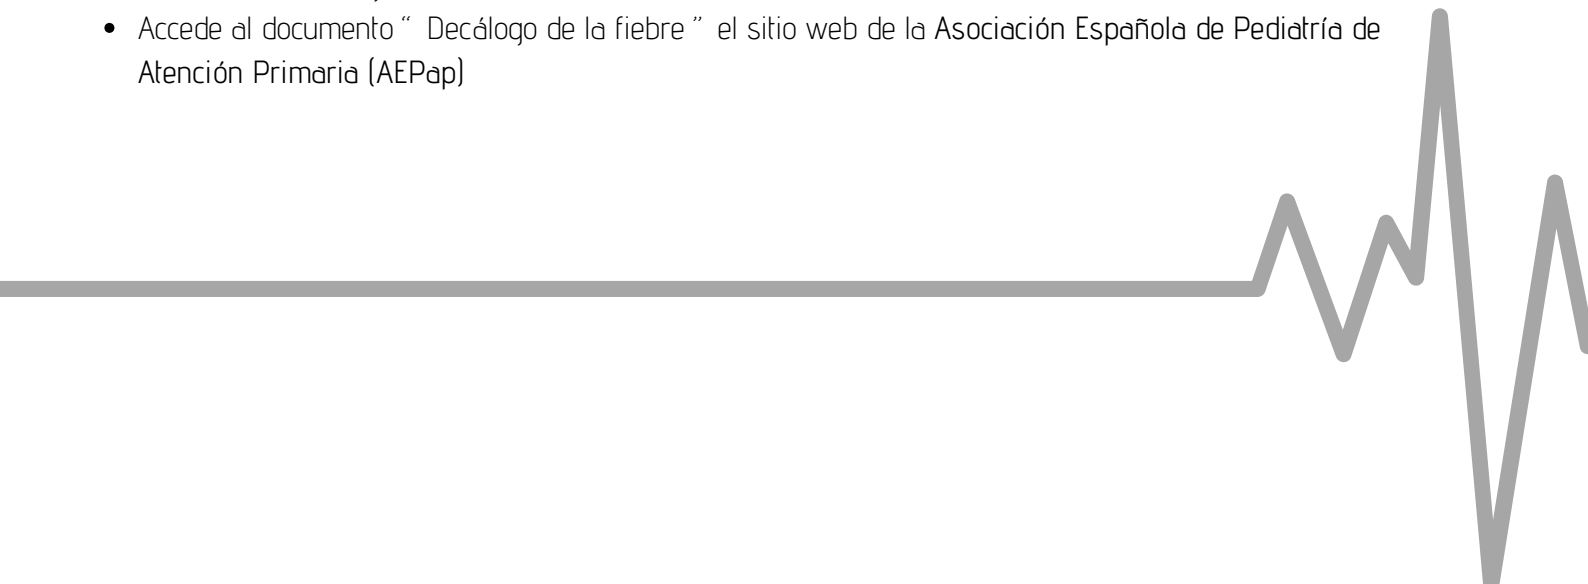 • Accede al documento “ Decálogo de la fiebre ” el sitio web de la Asociación Española de Pediatría de
Atención Primaria (AEPap)